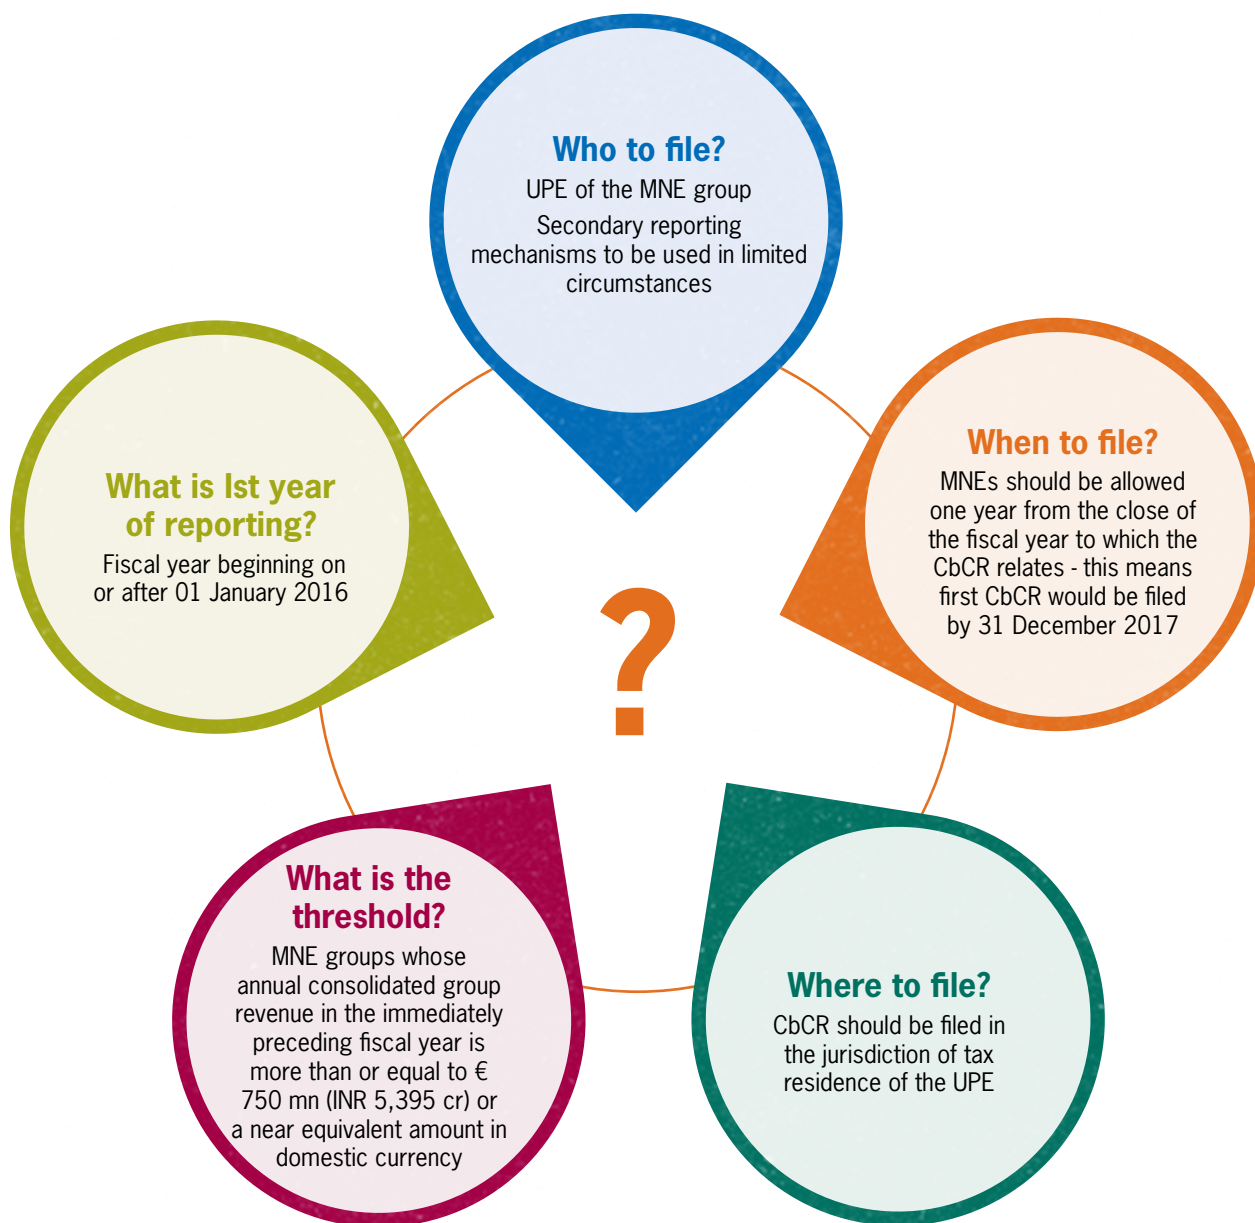 Who to file?
UPE of the MNE group
Secondary reporting
mechanisms to be used in limited
circumstances
When to file?
MNEs should be allowed
one year from the close of
the fiscal year to which the
CbCR relates - this means
first CbCR would be filed
by 31 December 2017
What is Ist year
of reporting?
Fiscal year beginning on
or after 01 January 2016
?
What is the
threshold?
MNE groups whose
annual consolidated group
revenue in the immediately
preceding fiscal year is
more than or equal to €
750 mn (INR 5,395 cr) or
a near equivalent amount in
domestic currency
Where to file?
CbCR should be filed in
the jurisdiction of tax
residence of the UPE